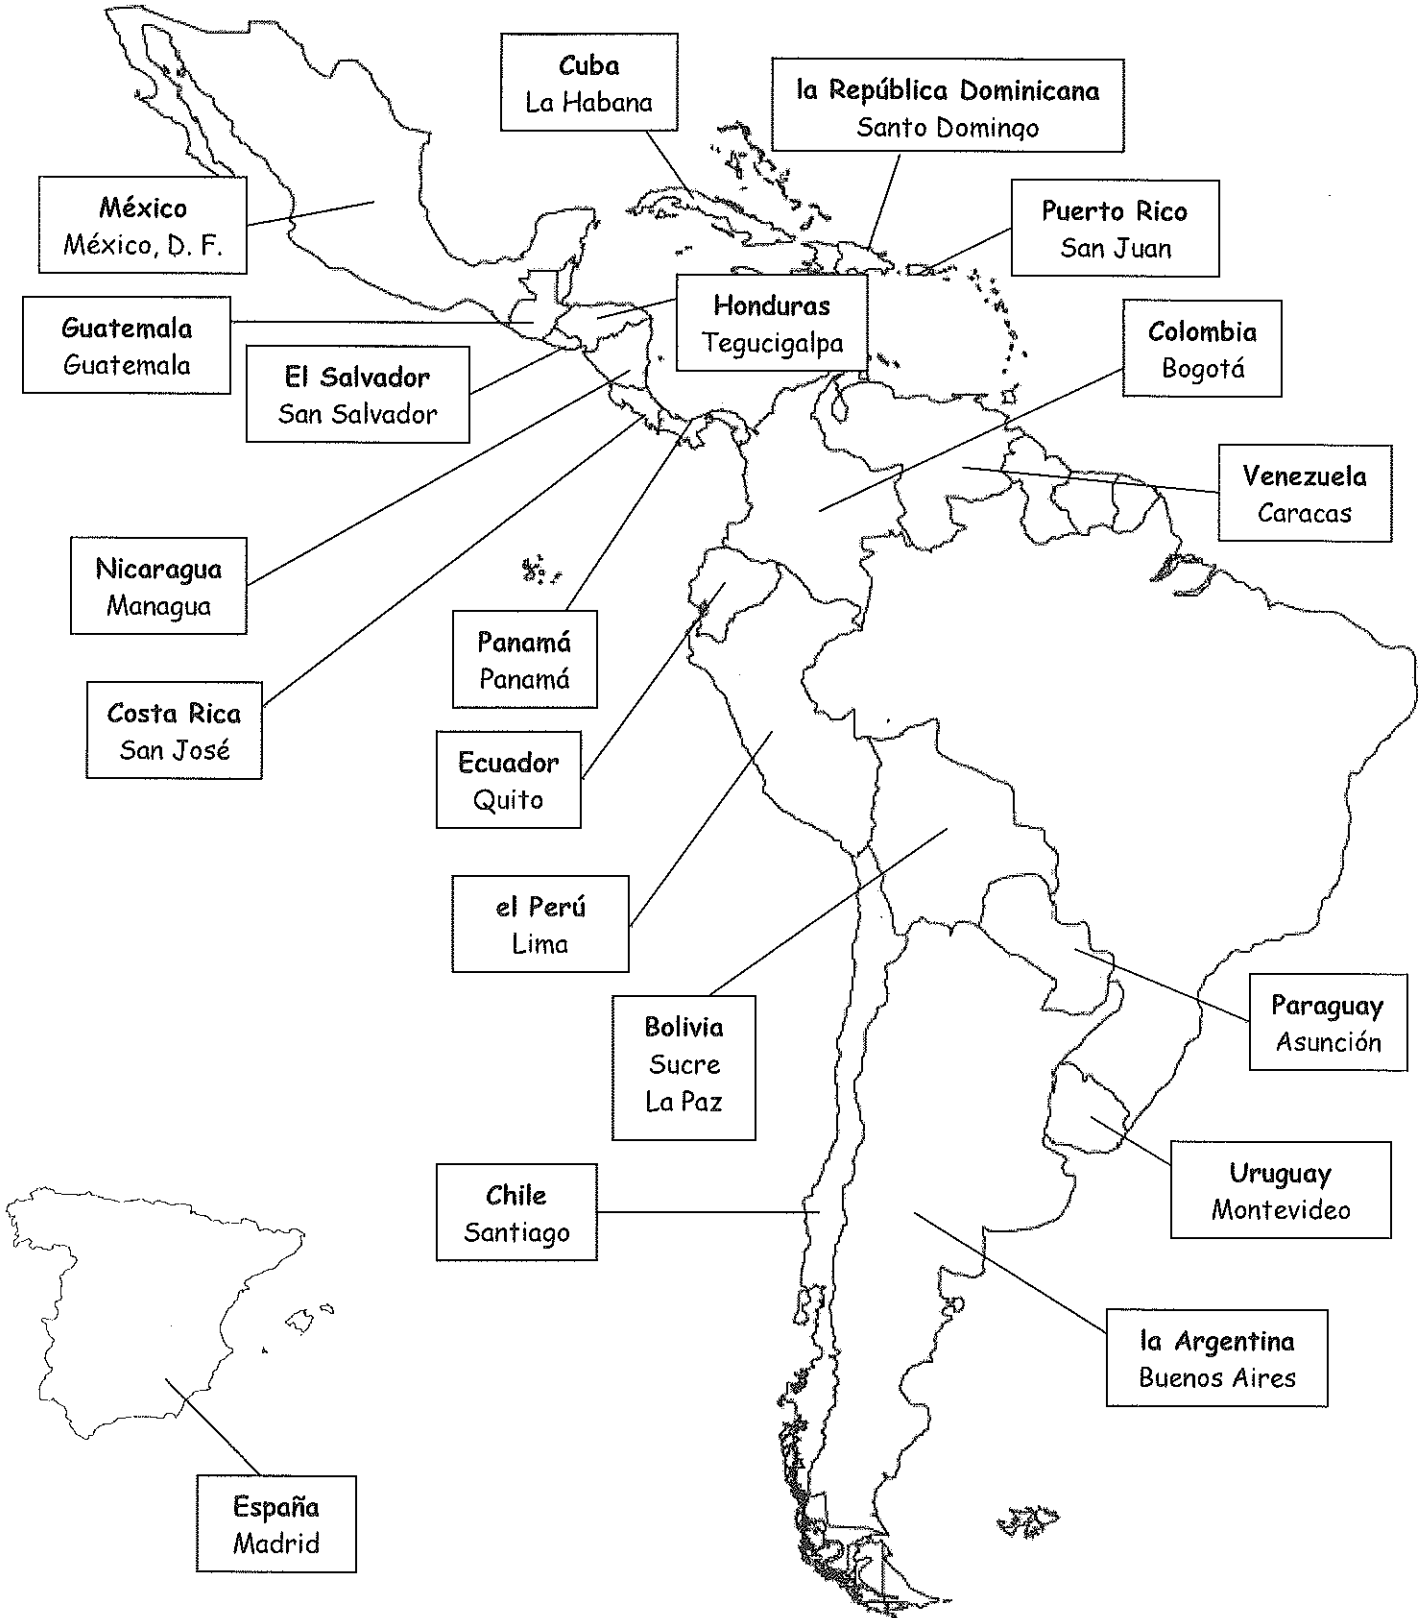 Cuba
La Habana
la República Dominicana
Santo Domingo
México
México, D. F.
Puerto Rico
San Juan
Guatemala
Guatemala
Honduras
Tegucigalpa
Colombia
Bogotá
El Salvador
San Salvador
Venezuela
Caracas
Nicaragua
Managua
Panamá
Panamá
Costa Rica
San José
Ecuador
Quito
el Perú
Lima
Bolivia
Sucre
La Paz
Paraguay
Asunción
Uruguay
Montevideo
Chile
Santiago
la Argentina
Buenos Aires
España
Madrid